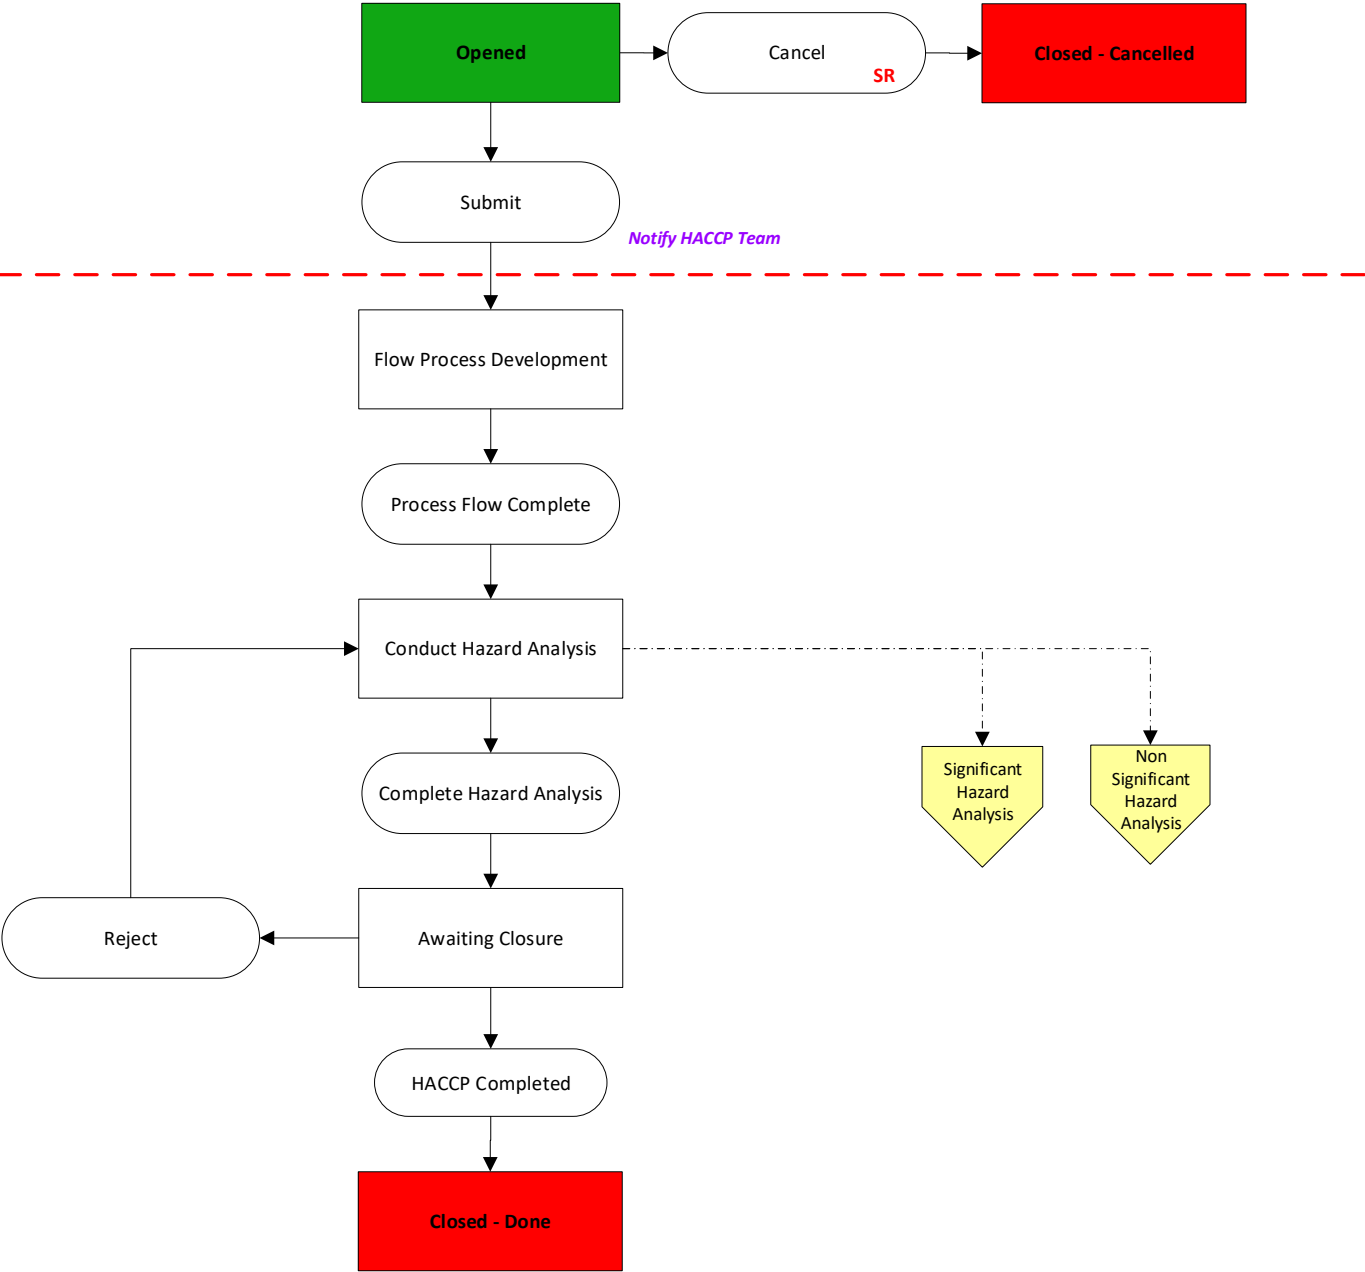 Opened
Cancel
SR
Closed - Cancelled
Submit
Notify HACCP Team
Flow Process Development
Process Flow Complete
Conduct Hazard Analysis
Complete Hazard Analysis
Significant
Hazard
Analysis
Non
Significant
Hazard
Analysis
Reject
Awaiting Closure
HACCP Completed
Closed - Done